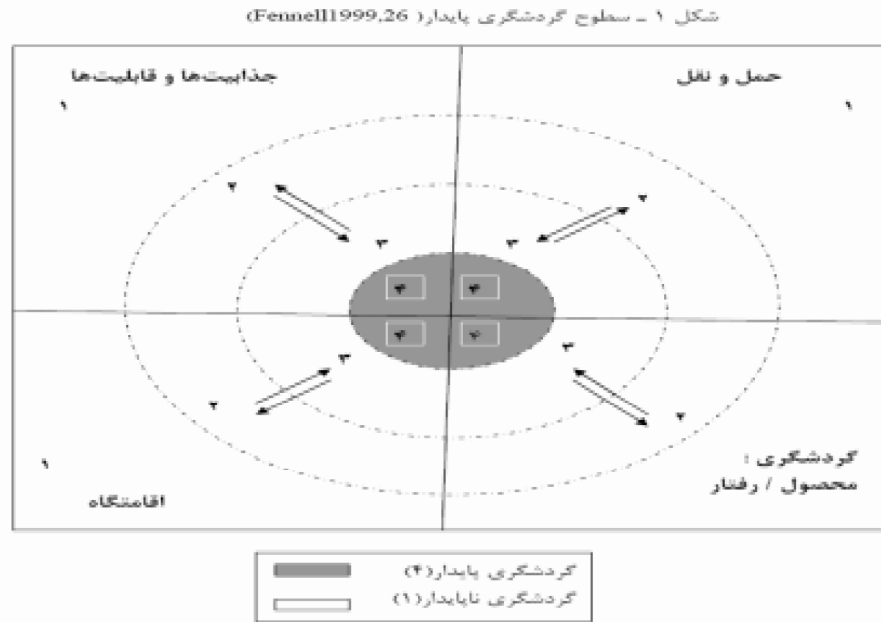 شکل ۱ ـ سطوح گردشگری پایدار( Fennell1999,26)
حمل و نقل
جذابیت‌ها و قابلیت‌ها
۱
۱
۲
۲
۳
۳
۴
۴
۴
۴
۳
۳
۲
۲
۱
گردشگری :
محصول / رفتار
اقامتگاه
گردشگری پایدار(۴)
گردشگری ناپایدار(۱)